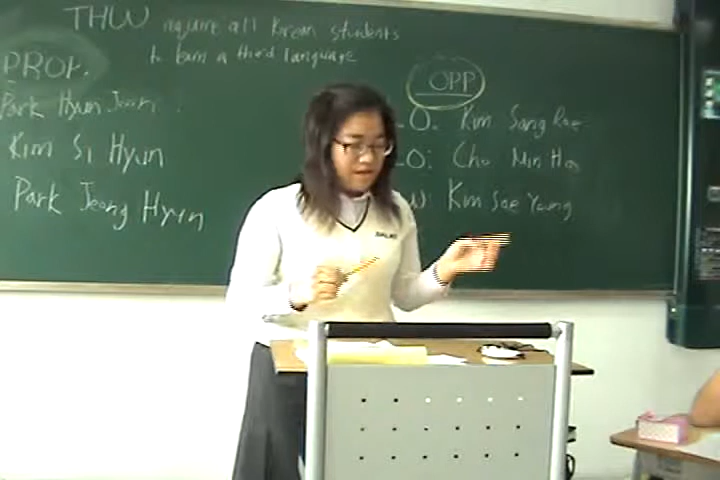 THW require all Korean students
to learn a third language
PROP.
Park Hyun Joon
Kim Si Hyun
Park Jeong Hyun
OPP
L.O. Kim Sang Rae
L.O: Cho Min Ho
W: Kim Sae Young